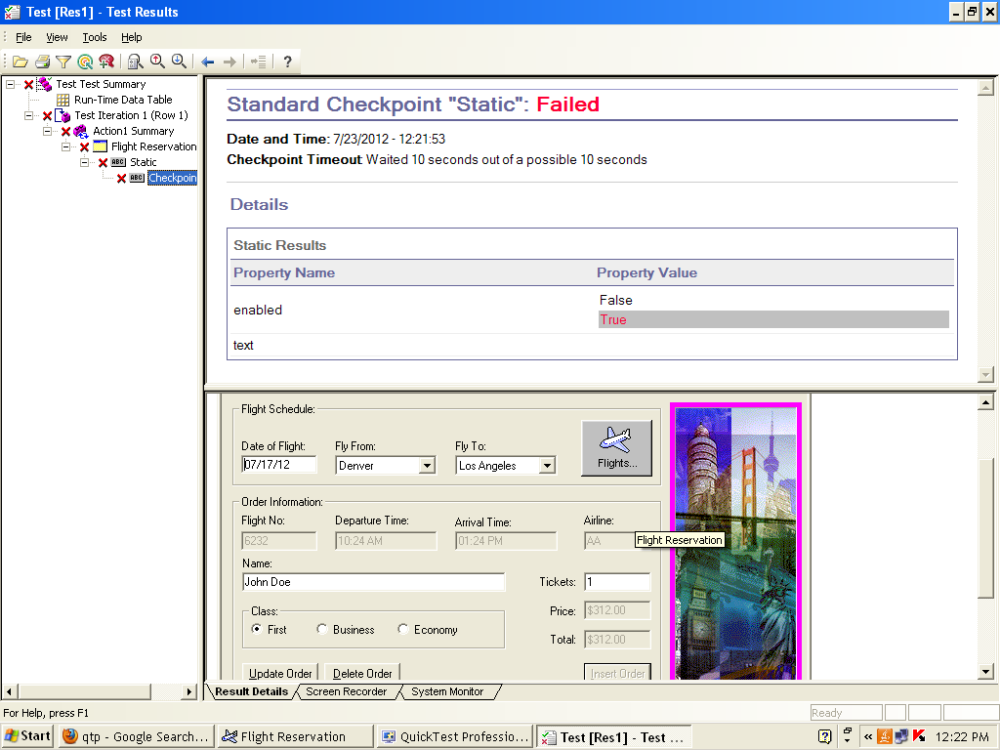 Test [Res1] - Test Results
File View Tools Help
Test Test Summary
Run-Time Data Table
Test Iteration 1 (Row 1)
Action1 Summary
Flight Reservation
ABC Static
ABC Checkpoin
Standard Checkpoint "Static": Failed
Date and Time: 7/23/2012 - 12:21:53
Checkpoint Timeout Waited 10 seconds out of a possible 10 seconds
Details
Static Results
Property Name Property Value
enabled
False
True
text
Flight Schedule:
Date of Flight: Fly From: Fly To:
07/17/12 Denver Los Angeles
Flights...
Order Information:
Flight No: Departure Time: Arrival Time: Airline:
6232 10:24 AM 01:24 PM AA
Flight Reservation
Name:
John Doe
Tickets: 1
Class:
First Business Economy
Price: $312.00
Total: $312.00
Update Order Delete Order Insert Order
Result Details Screen Recorder System Monitor
For Help, press F1
Ready
Start qtp - Google Search... Flight Reservation QuickTest Professio... Test [Res1] - Test ... 12:22 PM